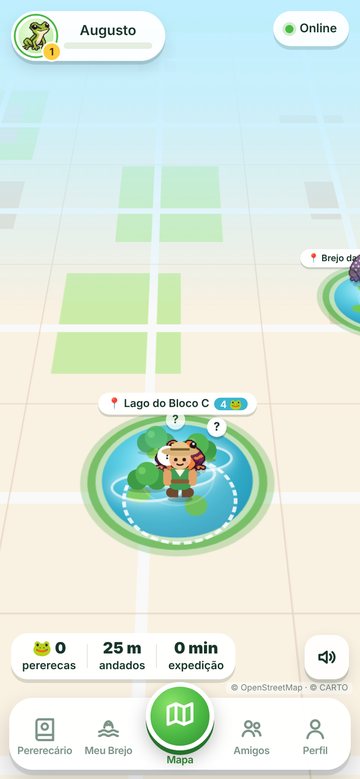 Augusto
1
Online
📍 Brejo da
📍 Lago do Bloco C 4 🐸
?
?
🐸 0 25 m 0 min
pererecas andados expedição
© OpenStreetMap · © CARTO
Pererecário Meu Brejo Mapa Amigos Perfil